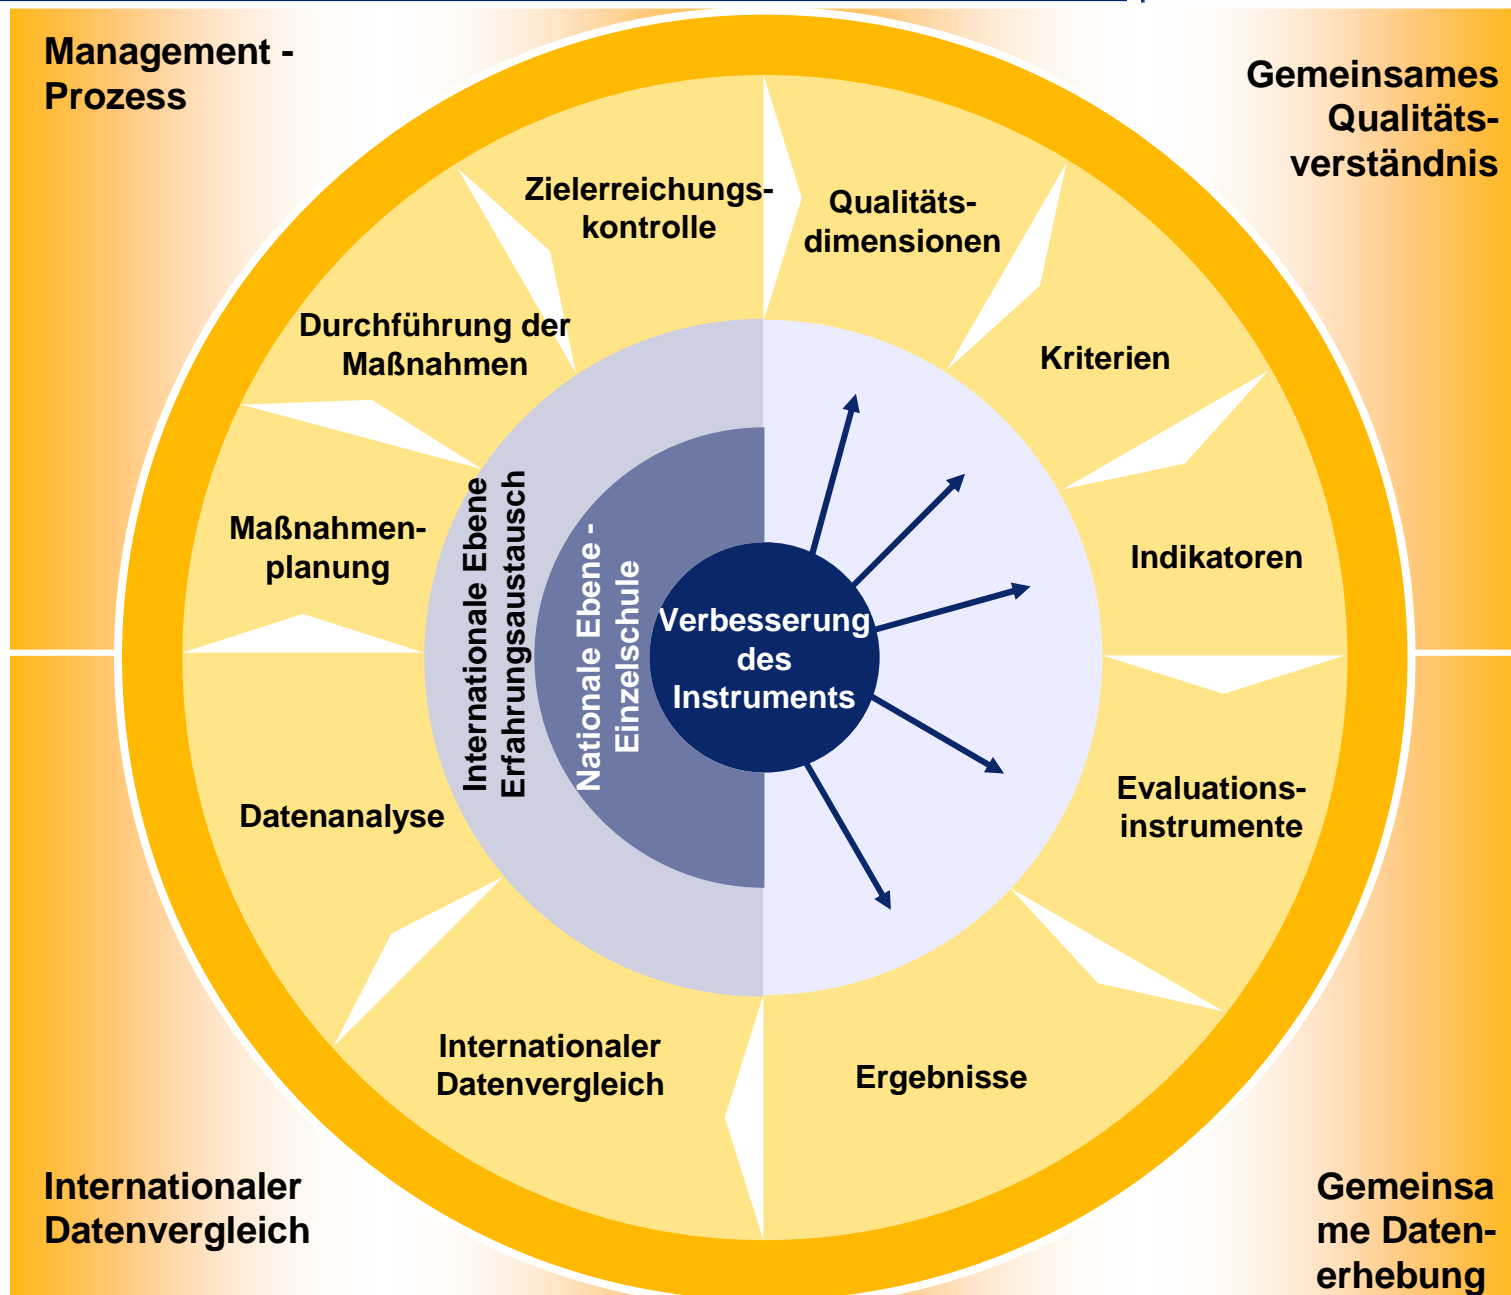 Management -
Prozess
Gemeinsames
Qualitäts-
verständnis
Zielerreichungs-
kontrolle
Qualitäts-
dimensionen
Durchführung der
Maßnahmen
Kriterien
Maßnahmen-
planung
Indikatoren
Internationale Ebene
Erfahrungsaustausch
Nationale Ebene -
Einzelschule
Verbesserung
des
Instruments
Datenanalyse
Evaluations-
instrumente
Internationaler
Datenvergleich
Ergebnisse
Internationaler
Datenvergleich
Gemeinsa
me Daten-
erhebung